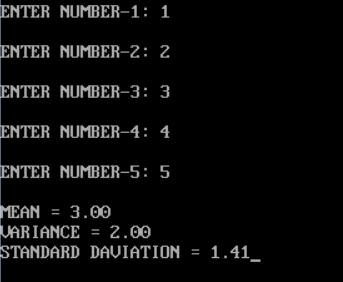 ENTER NUMBER-1: 1
ENTER NUMBER-2: 2
ENTER NUMBER-3: 3
ENTER NUMBER-4: 4
ENTER NUMBER-5: 5
MEAN = 3.00
VARIANCE = 2.00
STANDARD DAVIATION = 1.41_